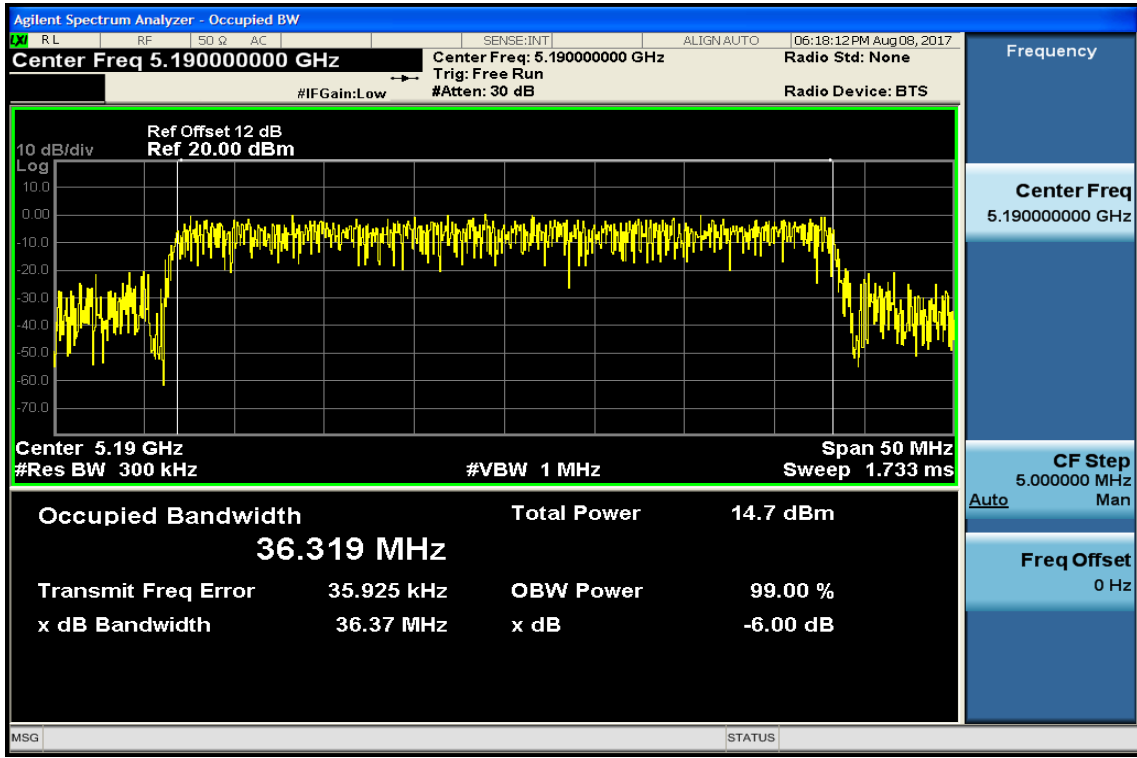 Agilent Spectrum Analyzer - Occupied BW
LXI RL RF 50 Ω AC SENSE:INT ALIGN AUTO 06:18:12 PM Aug 08, 2017
Center Freq 5.190000000 GHz
#IFGain:Low
Center Freq: 5.190000000 GHz
Trig: Free Run
#Atten: 30 dB
Radio Std: None
Radio Device: BTS
Ref Offset 12 dB
10 dB/div Ref 20.00 dBm
Log
10.0
0.00
-10.0
-20.0
-30.0
-40.0
-50.0
-60.0
-70.0
Center 5.19 GHz Span 50 MHz
#Res BW 300 kHz #VBW 1 MHz Sweep 1.733 ms
Occupied Bandwidth Total Power 14.7 dBm
36.319 MHz
Transmit Freq Error 35.925 kHz OBW Power 99.00 %
x dB Bandwidth 36.37 MHz x dB -6.00 dB
MSG STATUS
Frequency
Center Freq
5.190000000 GHz
CF Step
5.000000 MHz
Auto Man
Freq Offset
0 Hz